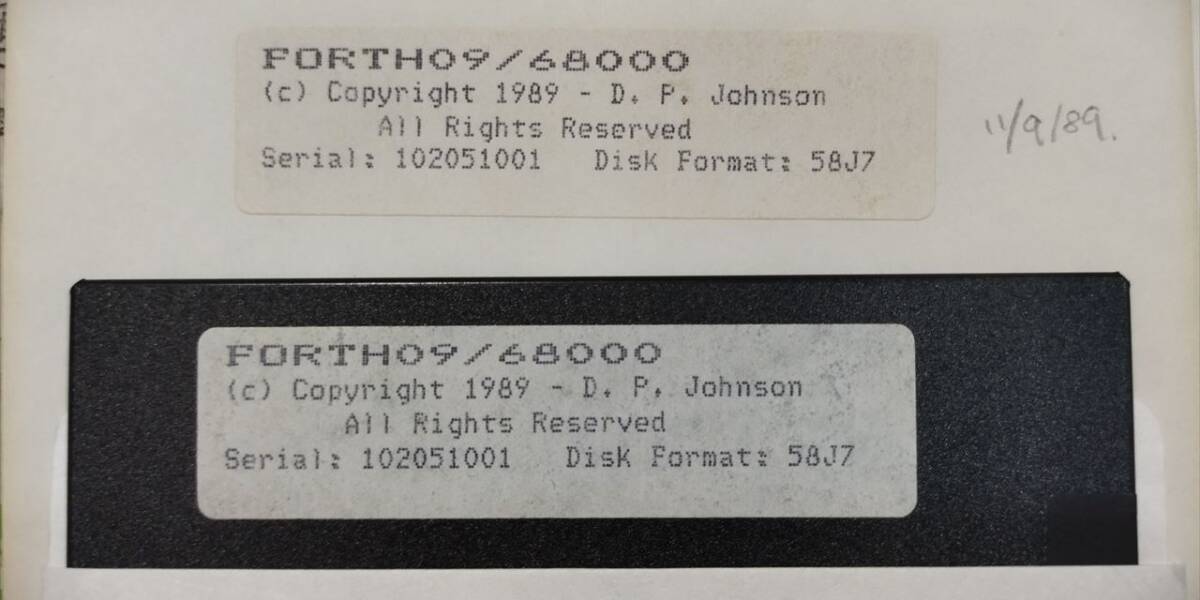 FORTH09/68000
(c) Copyright 1989 - D. P. Johnson
All Rights Reserved
Serial: 102051001 Disk Format: 58J7
11/9/89.
FORTH09/68000
(c) Copyright 1989 - D. P. Johnson
All Rights Reserved
Serial: 102051001 Disk Format: 58J7